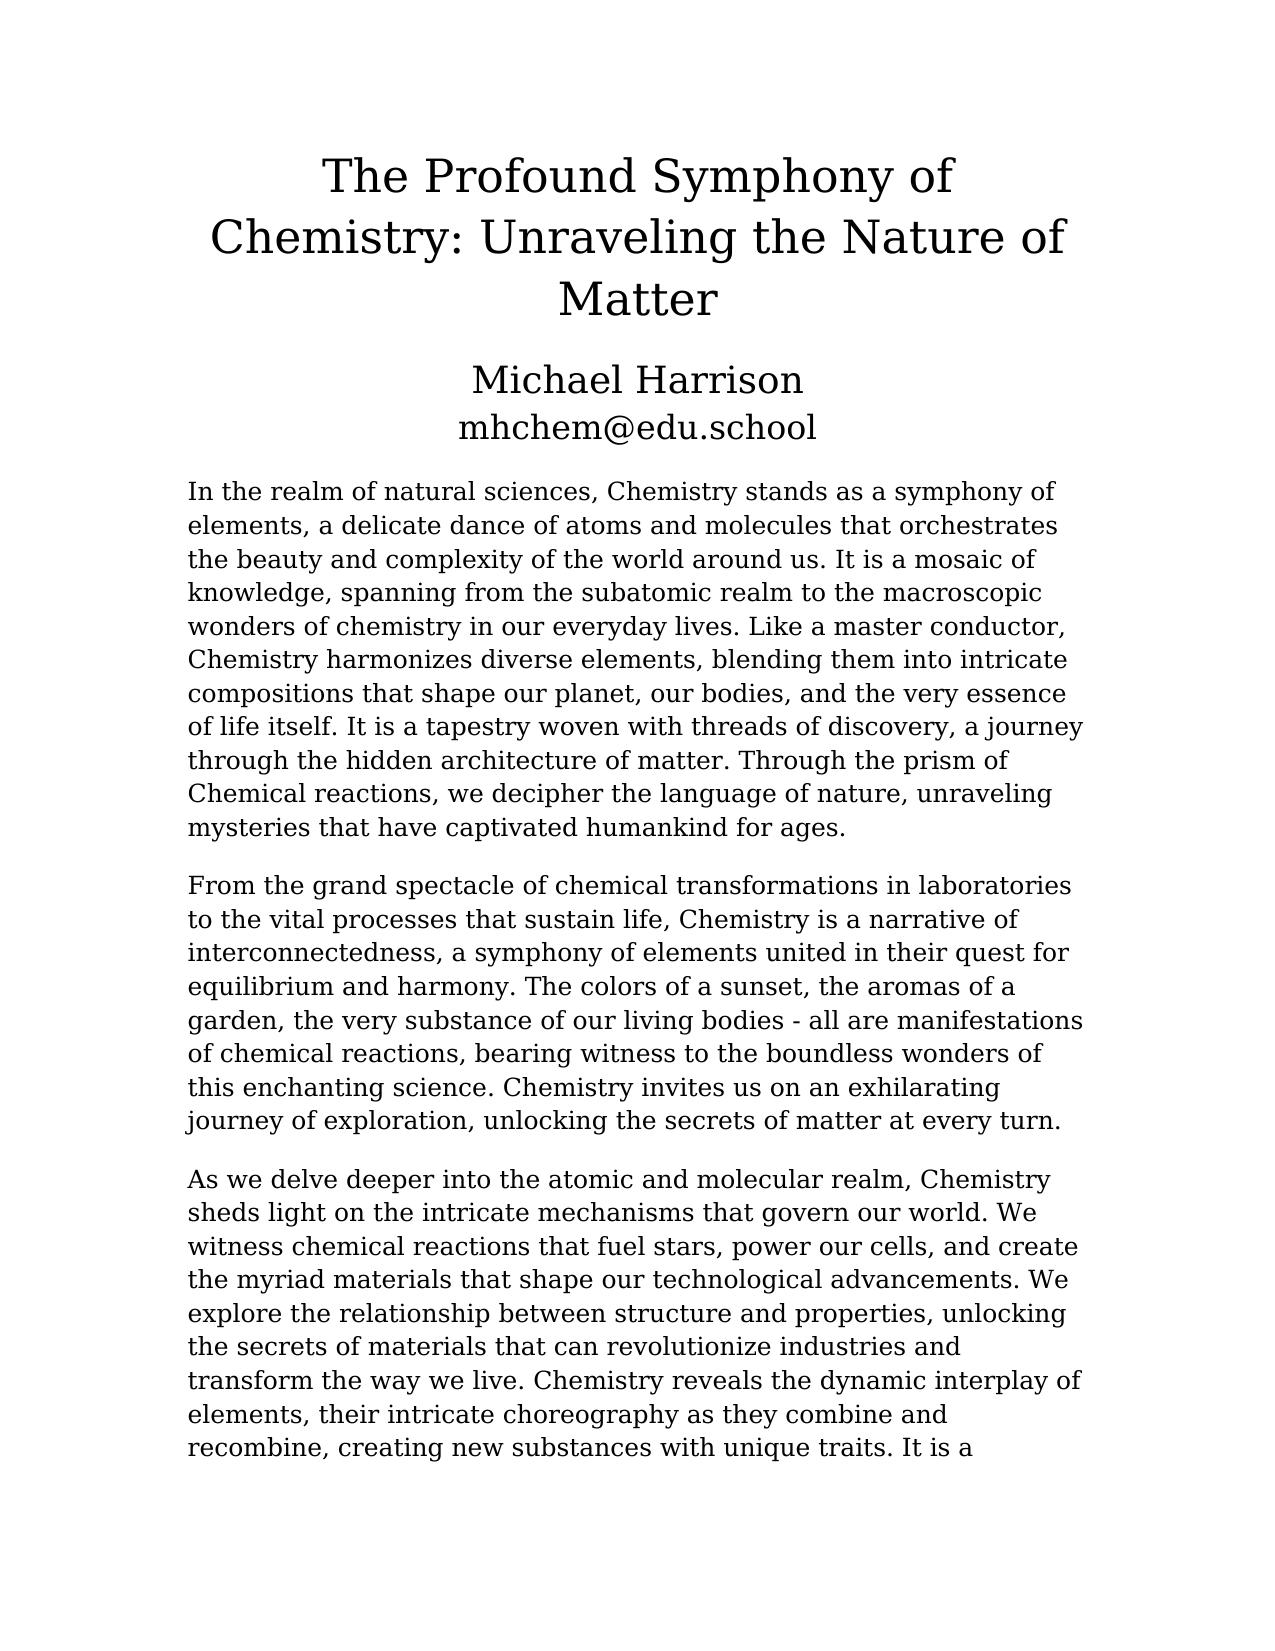 The Profound Symphony of
Chemistry: Unraveling the Nature of
Matter
Michael Harrison
mhchem@edu.school
In the realm of natural sciences, Chemistry stands as a symphony of
elements, a delicate dance of atoms and molecules that orchestrates
the beauty and complexity of the world around us. It is a mosaic of
knowledge, spanning from the subatomic realm to the macroscopic
wonders of chemistry in our everyday lives. Like a master conductor,
Chemistry harmonizes diverse elements, blending them into intricate
compositions that shape our planet, our bodies, and the very essence
of life itself. It is a tapestry woven with threads of discovery, a journey
through the hidden architecture of matter. Through the prism of
Chemical reactions, we decipher the language of nature, unraveling
mysteries that have captivated humankind for ages.
From the grand spectacle of chemical transformations in laboratories
to the vital processes that sustain life, Chemistry is a narrative of
interconnectedness, a symphony of elements united in their quest for
equilibrium and harmony. The colors of a sunset, the aromas of a
garden, the very substance of our living bodies - all are manifestations
of chemical reactions, bearing witness to the boundless wonders of
this enchanting science. Chemistry invites us on an exhilarating
journey of exploration, unlocking the secrets of matter at every turn.
As we delve deeper into the atomic and molecular realm, Chemistry
sheds light on the intricate mechanisms that govern our world. We
witness chemical reactions that fuel stars, power our cells, and create
the myriad materials that shape our technological advancements. We
explore the relationship between structure and properties, unlocking
the secrets of materials that can revolutionize industries and
transform the way we live. Chemistry reveals the dynamic interplay of
elements, their intricate choreography as they combine and
recombine, creating new substances with unique traits. It is a